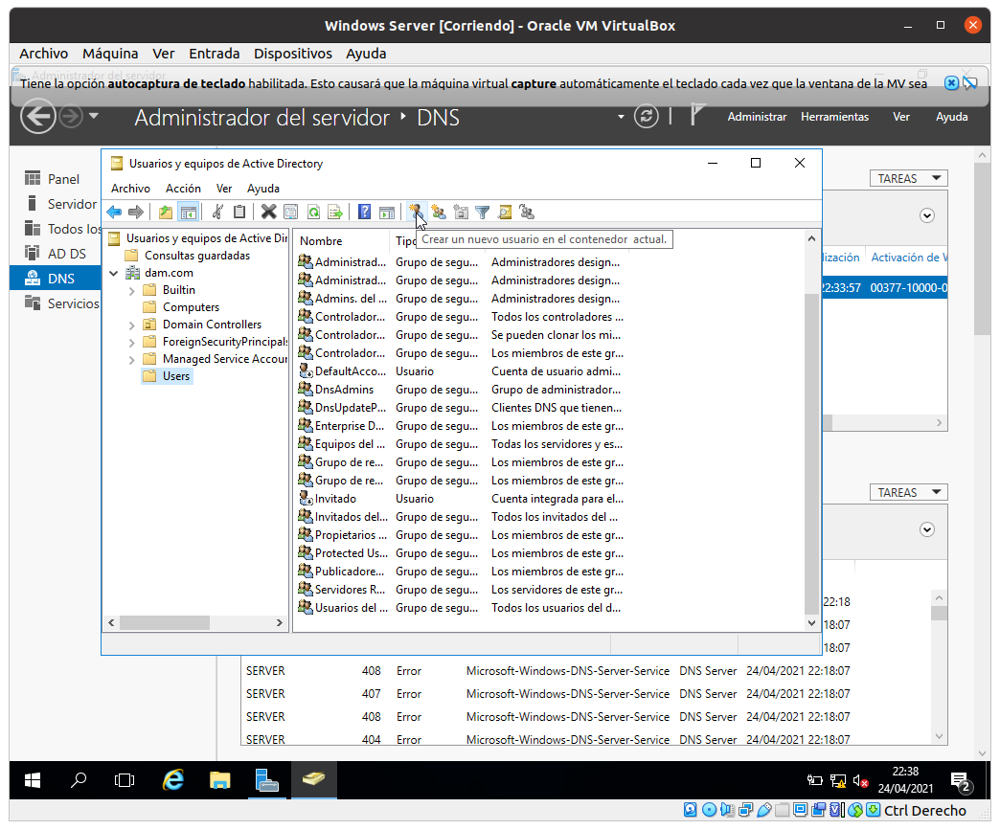 Windows Server [Corriendo] - Oracle VM VirtualBox
Archivo Máquina Ver Entrada Dispositivos Ayuda
Administrador del servidor
Tiene la opción autocaptura de teclado habilitada. Esto causará que la máquina virtual capture automáticamente el teclado cada vez que la ventana de la MV sea
Administrador del servidor DNS
Administrar Herramientas Ver Ayuda
Panel
Servidor
Todos los
AD DS
DNS
Servicios
TAREAS
Usuarios y equipos de Active Directory
Archivo Acción Ver Ayuda
Crear un nuevo usuario en el contenedor actual.
Usuarios y equipos de Active Dir
Consultas guardadas
dam.com
Builtin
Computers
Domain Controllers
ForeignSecurityPrincipals
Managed Service Accour
Users
Nombre Tipo
Administrad... Grupo de segu... Administradores design...
Administrad... Grupo de segu... Administradores design...
Admins. del ... Grupo de segu... Administradores design...
Controlador... Grupo de segu... Todos los controladores ...
Controlador... Grupo de segu... Se pueden clonar los mi...
Controlador... Grupo de segu... Los miembros de este gr...
DefaultAcco... Usuario Cuenta de usuario admi...
DnsAdmins Grupo de segu... Grupo de administrador...
DnsUpdateP... Grupo de segu... Clientes DNS que tienen...
Enterprise D... Grupo de segu... Los miembros de este gr...
Equipos del ... Grupo de segu... Todas los servidores y es...
Grupo de re... Grupo de segu... Los miembros de este gr...
Grupo de re... Grupo de segu... Los miembros de este gr...
Invitado Usuario Cuenta integrada para el...
Invitados del... Grupo de segu... Todos los invitados del ...
Propietarios ... Grupo de segu... Los miembros de este gr...
Protected Us... Grupo de segu... Los miembros de este gr...
Publicadore... Grupo de segu... Los miembros de este gr...
Servidores R... Grupo de segu... Los servidores de este gr...
Usuarios del ... Grupo de segu... Todos los usuarios del d...
lización Activación de W
22:33:57 00377-10000-0
TAREAS
22:18
18:07
18:07
SERVER 408 Error Microsoft-Windows-DNS-Server-Service DNS Server 24/04/2021 22:18:07
SERVER 407 Error Microsoft-Windows-DNS-Server-Service DNS Server 24/04/2021 22:18:07
SERVER 408 Error Microsoft-Windows-DNS-Server-Service DNS Server 24/04/2021 22:18:07
SERVER 404 Error Microsoft-Windows-DNS-Server-Service DNS Server 24/04/2021 22:18:07
22:38
24/04/2021
2
Ctrl Derecho